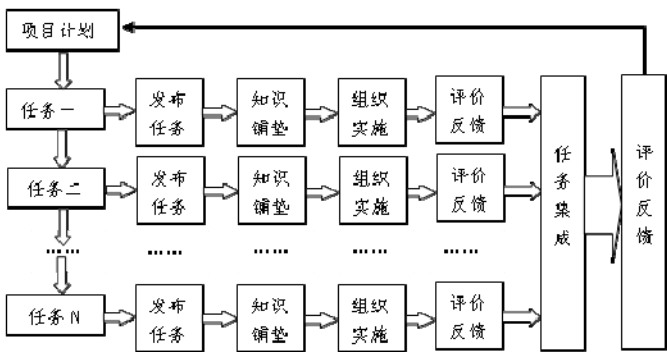 项目计划
任务一
发布
任务
知识
铺垫
组织
实施
评价
反馈
任务二
发布
任务
知识
铺垫
组织
实施
评价
反馈
……
……
……
……
……
任务N
发布
任务
知识
铺垫
组织
实施
评价
反馈
任
务
集
成
评
价
反
馈